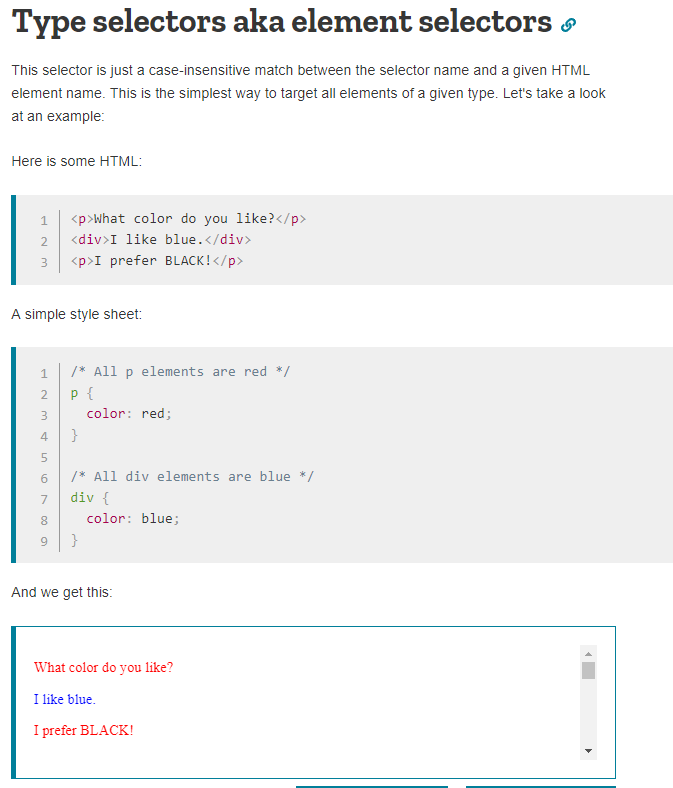 Type selectors aka element selectors
This selector is just a case-insensitive match between the selector name and a given HTML
element name. This is the simplest way to target all elements of a given type. Let's take a look
at an example:
Here is some HTML:
1 <p>What color do you like?</p>
2 <div>I like blue.</div>
3 <p>I prefer BLACK!</p>
A simple style sheet:
1 /* All p elements are red */
2 p {
3   color: red;
4 }
5
6 /* All div elements are blue */
7 div {
8   color: blue;
9 }
And we get this:
What color do you like?
I like blue.
I prefer BLACK!